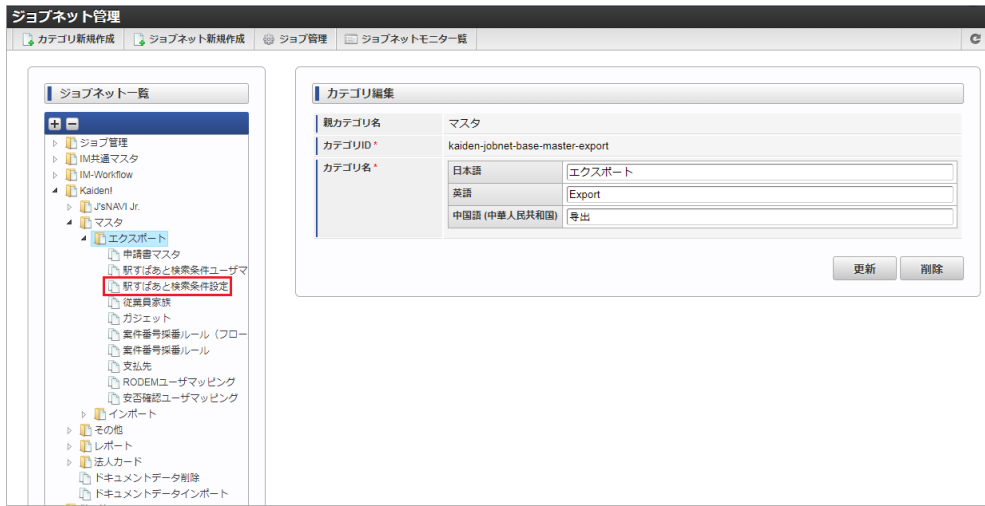 ジョブネット管理
カテゴリ新規作成 ジョブネット新規作成 ジョブ管理 ジョブネットモニター覧
ジョブネット一覧
ジョブ管理
IM共通マスタ
IM-Workflow
Kaiden!
J'sNAVI Jr.
マスタ
エクスポート
申請書マスタ
駅すぱあと検索条件ユーザマ
駅すぱあと検索条件設定
従業員家族
ガジェット
案件番号採番ルール（フロー
案件番号採番ルール
支払先
RODEMユーザマッピング
安否確認ユーザマッピング
インポート
その他
レポート
法人カード
ドキュメントデータ削除
ドキュメントデータインポート
カテゴリ編集
親カテゴリ名 マスタ
カテゴリID* kaiden-jobnet-base-master-export
カテゴリ名* 日本語 エクスポート
英語 Export
中国語 (中華人民共和国) 导出
更新 削除